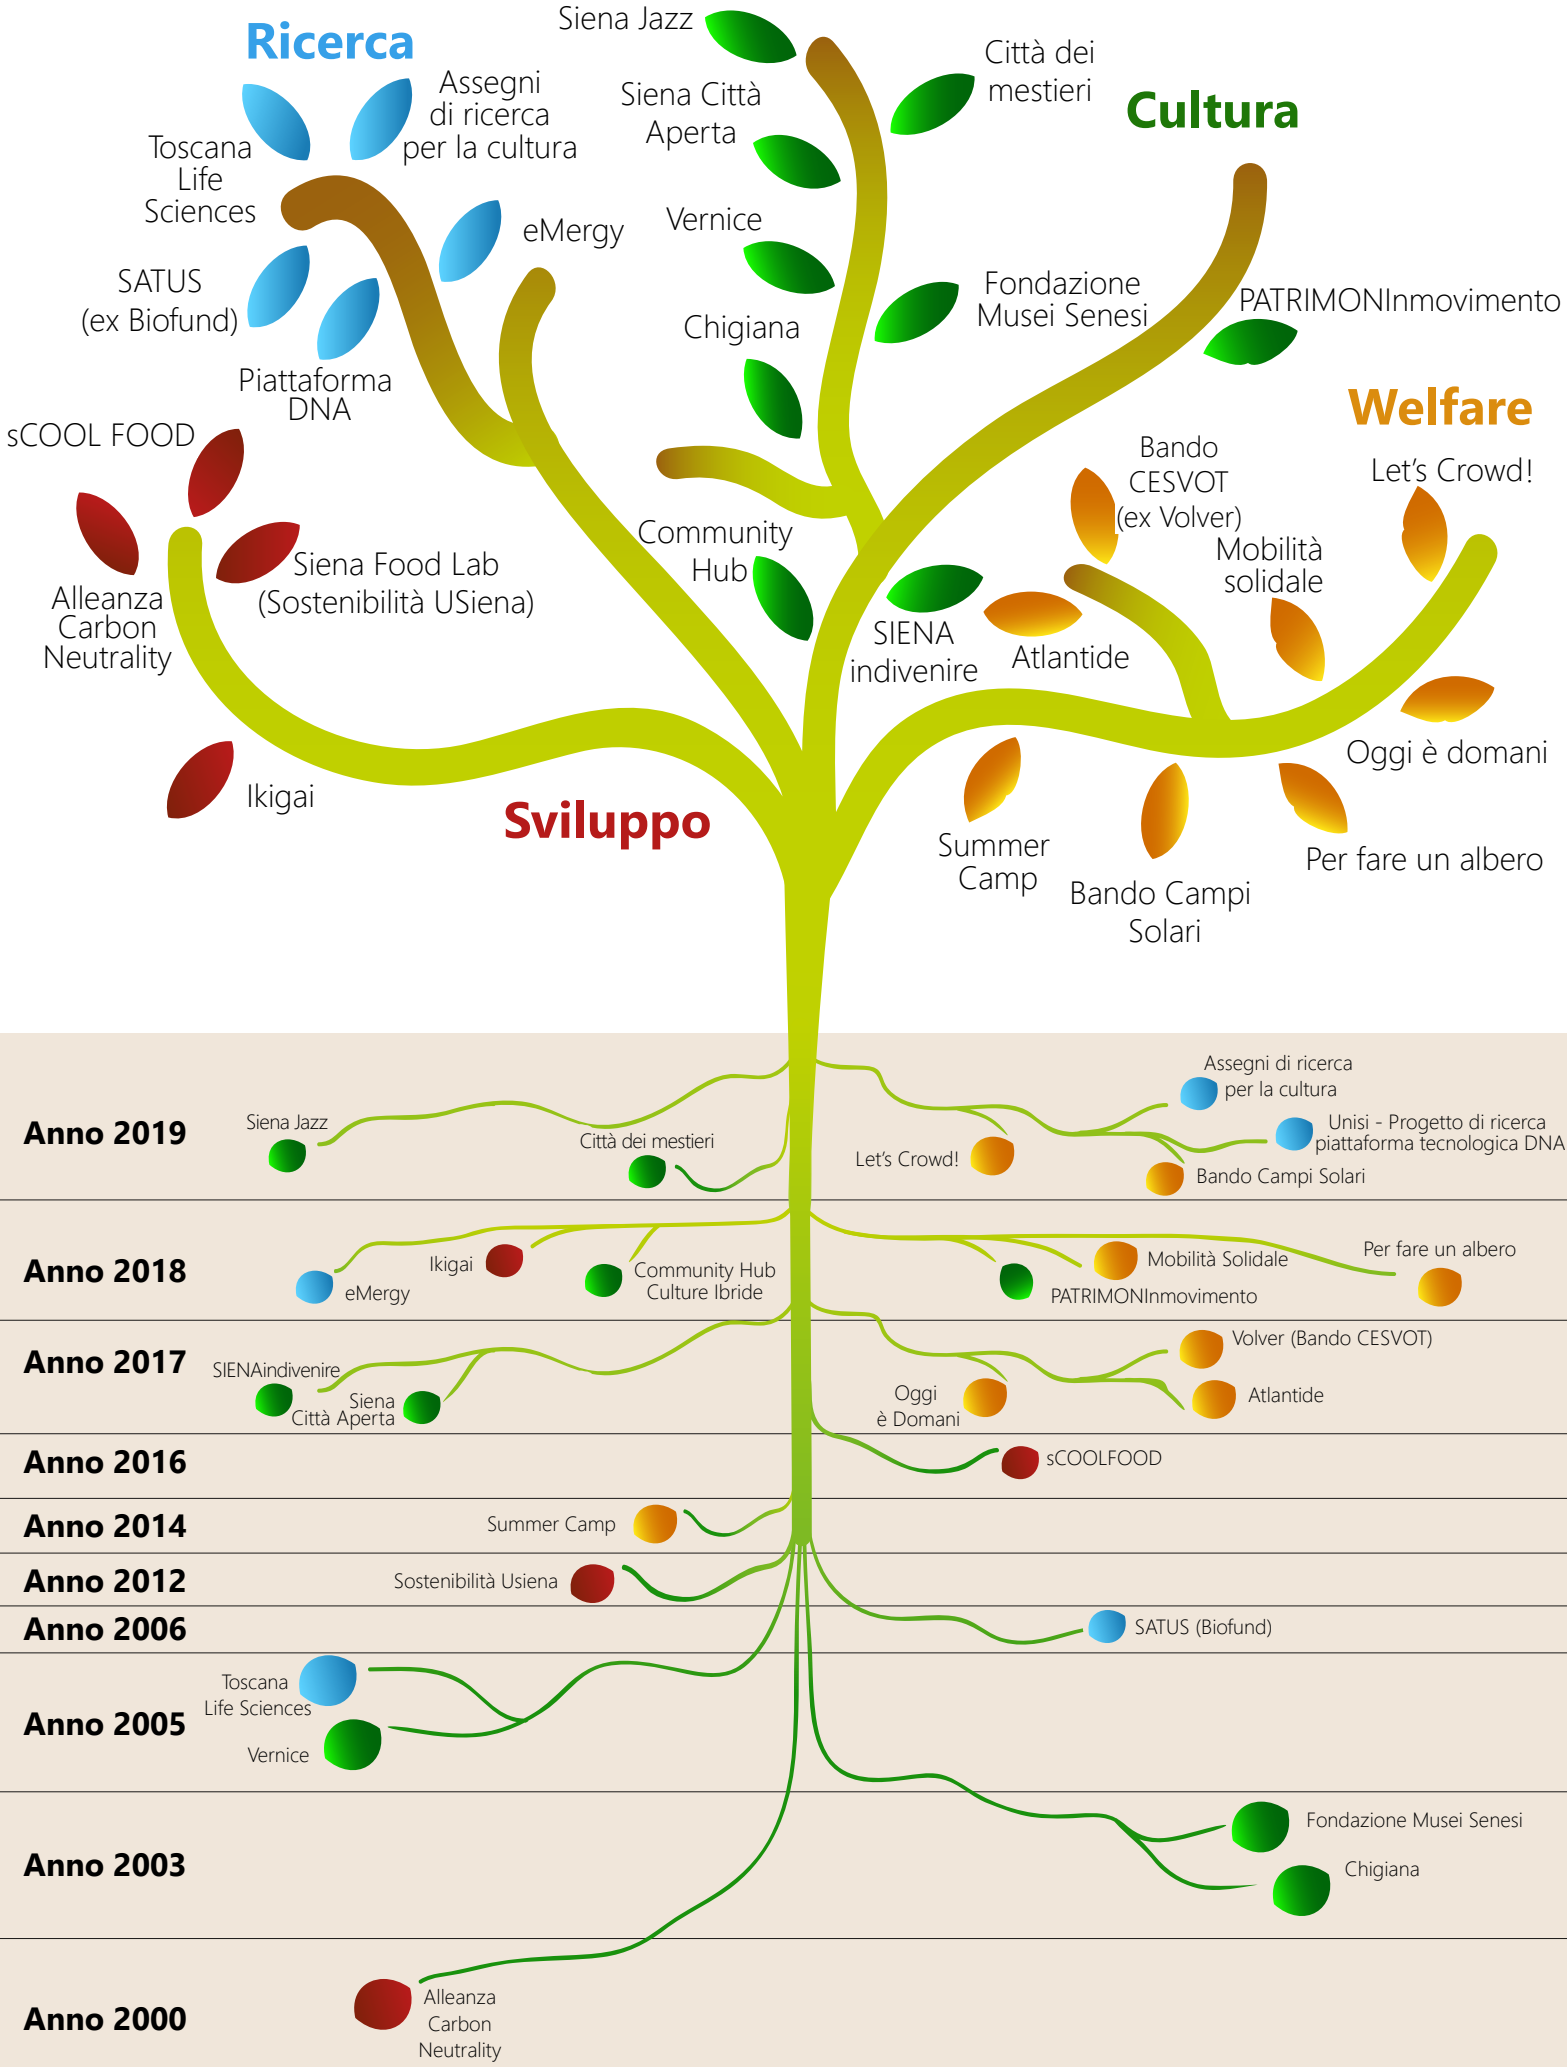 Ricerca
Siena Jazz
Città dei
mestieri
Cultura
Assegni
di ricerca
per la cultura
Siena Città
Aperta
Toscana
Life
Sciences
eMergy
Vernice
SATUS
(ex Biofund)
Fondazione
Musei Senesi
PATRIMONInmovimento
Chigiana
Piattaforma
DNA
Welfare
sCOOL FOOD
Bando
CESVOT
(ex Volver)
Let's Crowd!
Siena Food Lab
(Sostenibilità USiena)
Community
Hub
Mobilità
solidale
Alleanza
Carbon
Neutrality
SIENA
indivenire
Atlantide
Oggi è domani
Ikigai
Sviluppo
Summer
Camp
Bando Campi
Solari
Per fare un albero
Anno 2019
Siena Jazz
Città dei mestieri
Let's Crowd!
Assegni di ricerca
per la cultura
Unisi - Progetto di ricerca
piattaforma tecnologica DNA
Bando Campi Solari
Anno 2018
eMergy
Ikigai
Community Hub
Culture Ibride
PATRIMONInmovimento
Mobilità Solidale
Per fare un albero
Anno 2017
SIENAindivenire
Siena
Città Aperta
Oggi
è Domani
Volver (Bando CESVOT)
Atlantide
Anno 2016
sCOOLFOOD
Anno 2014
Summer Camp
Anno 2012
Sostenibilità Usiena
Anno 2006
SATUS (Biofund)
Anno 2005
Toscana
Life Sciences
Vernice
Anno 2003
Fondazione Musei Senesi
Chigiana
Anno 2000
Alleanza
Carbon
Neutrality